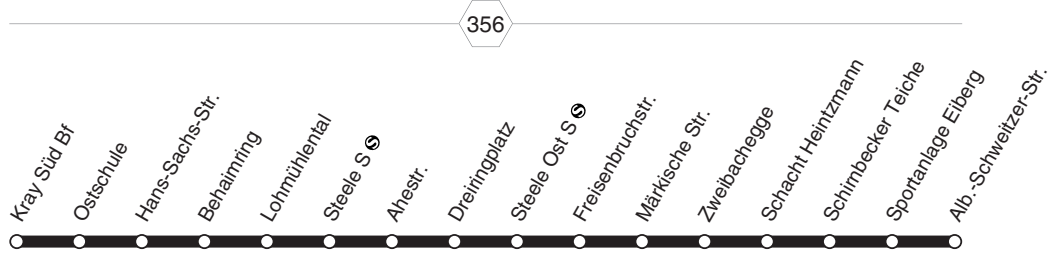 356
Kray Süd Bf
Ostschule
Hans-Sachs-Str.
Behaimring
Lohmühlental
Steele S S
Ahestr.
Dreiringplatz
Steele Ost S S
Freisenbruchstr.
Märkische Str.
Zweibachegge
Schacht Heintzmann
Schirnbecker Teiche
Sportanlage Eiberg
Alb.-Schweitzer-Str.